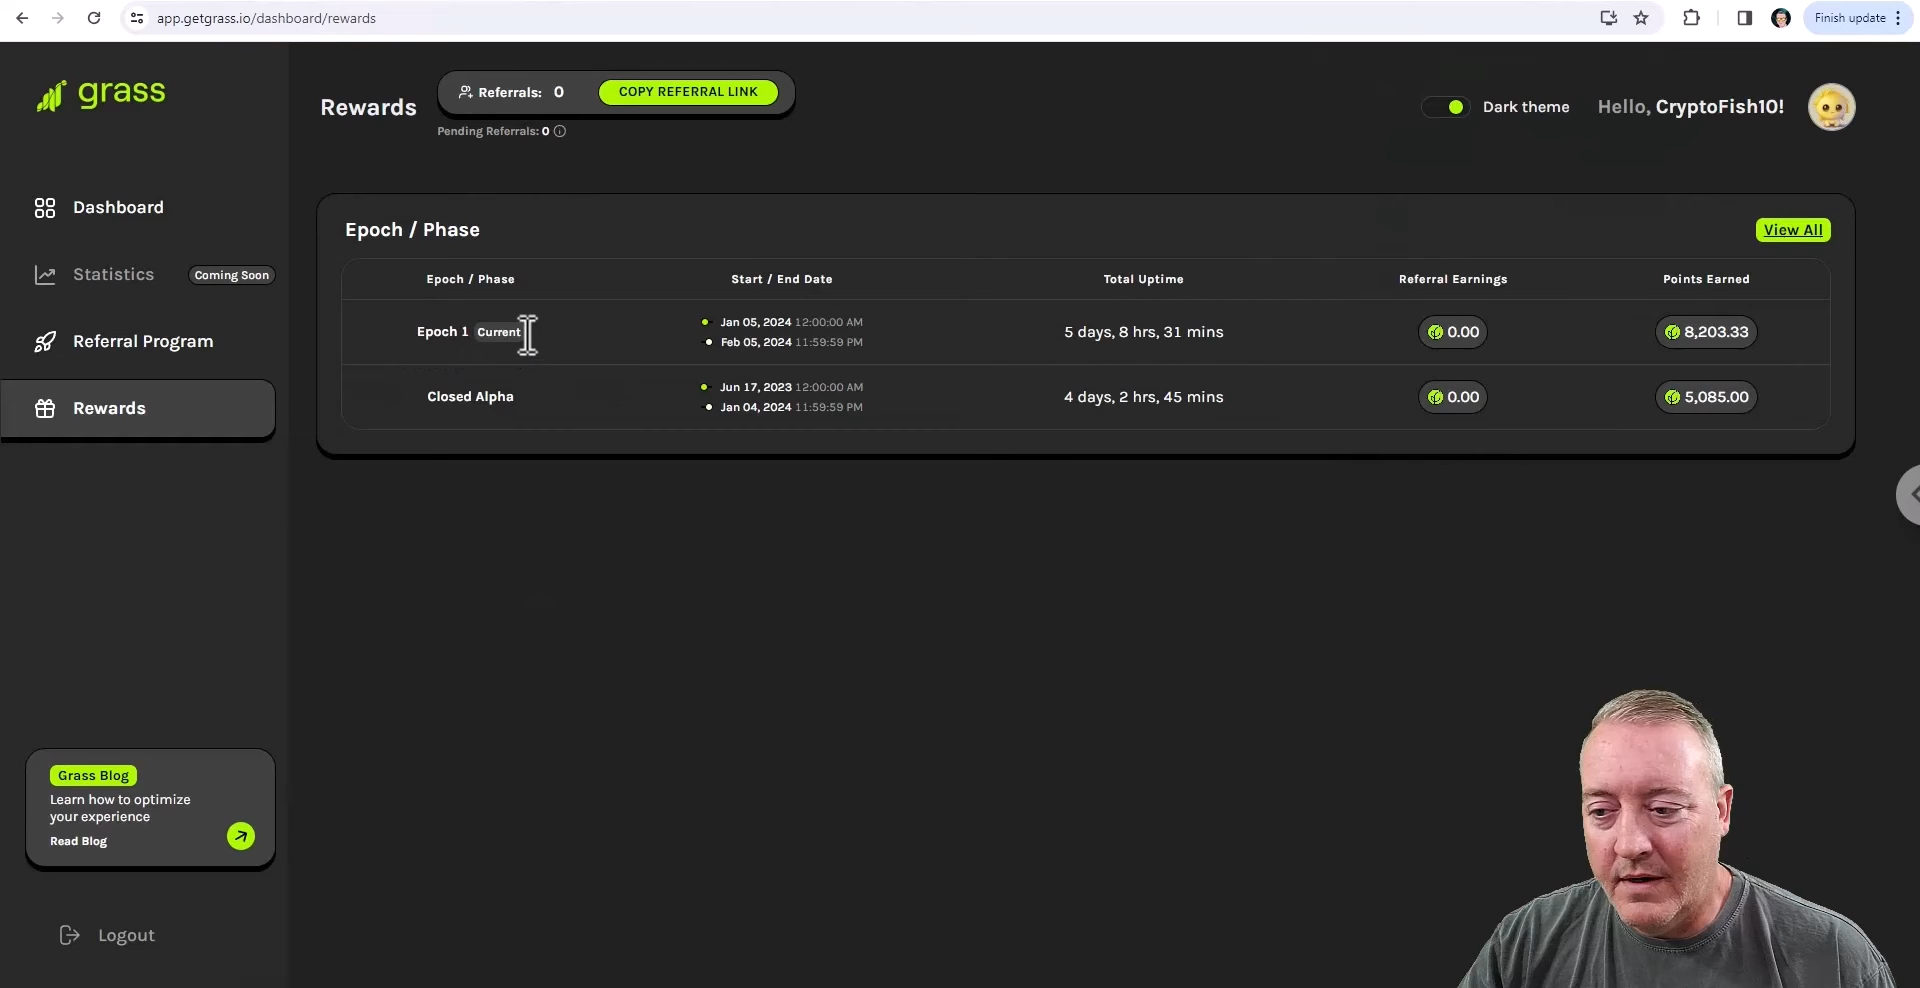 app.getgrass.io/dashboard/rewards
Finish update
grass
Rewards
Referrals: 0
COPY REFERRAL LINK
Pending Referrals: 0
Dark theme
Hello, CryptoFish10!
Dashboard
Statistics
Coming Soon
Referral Program
Rewards
Epoch / Phase
View All
Epoch / Phase
Start / End Date
Total Uptime
Referral Earnings
Points Earned
Epoch 1 Current
Jan 05, 2024 12:00:00 AM
Feb 05, 2024 11:59:59 PM
5 days, 8 hrs, 31 mins
0.00
8,203.33
Closed Alpha
Jun 17, 2023 12:00:00 AM
Jan 04, 2024 11:59:59 PM
4 days, 2 hrs, 45 mins
0.00
5,085.00
Grass Blog
Learn how to optimize
your experience
Read Blog
Logout